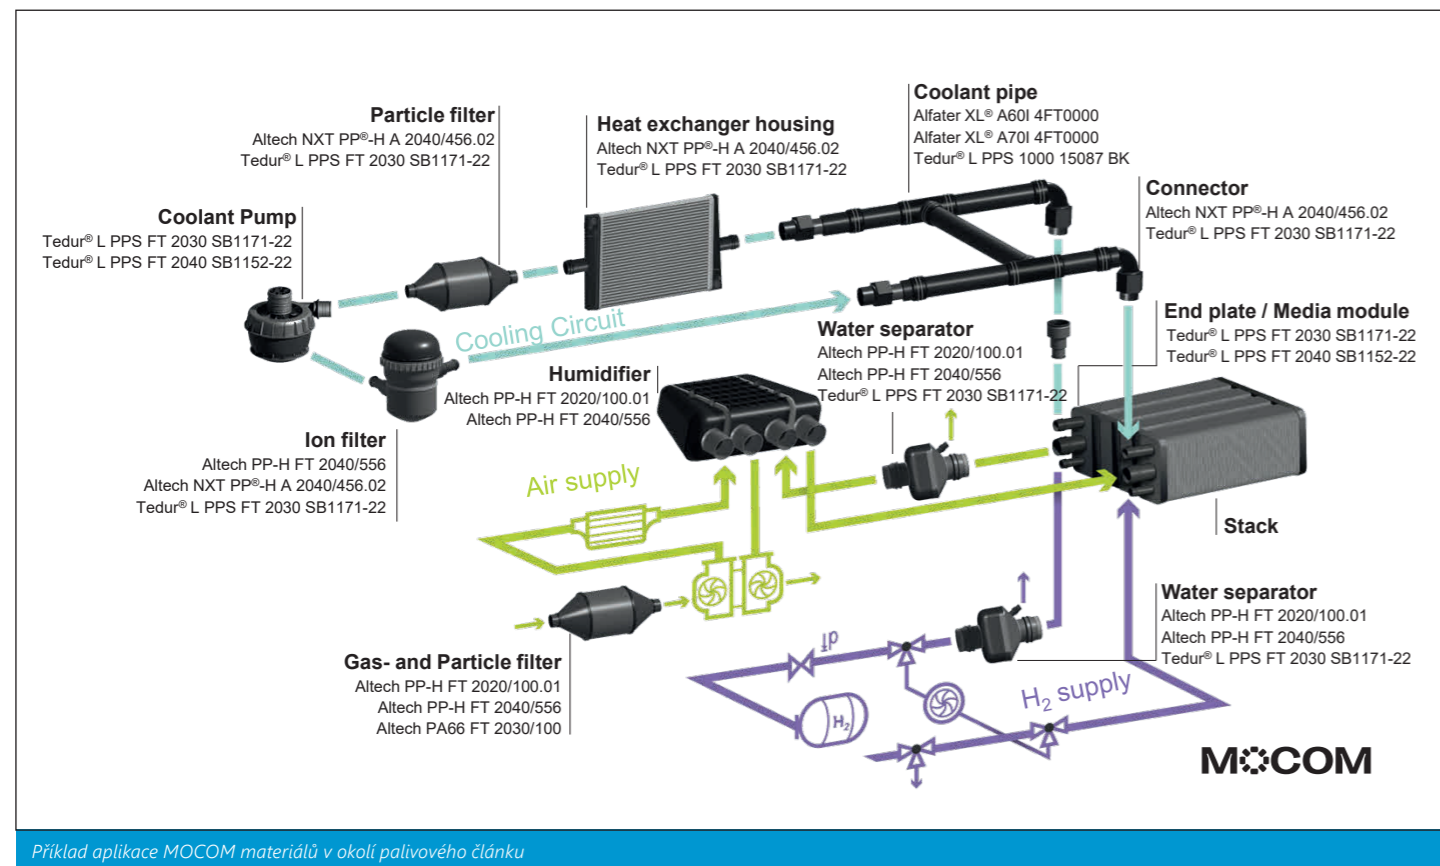 Particle filter
Altech NXT PP®-H A 2040/456.02
Tedur® L PPS FT 2030 SB1171-22
Heat exchanger housing
Altech NXT PP®-H A 2040/456.02
Tedur® L PPS FT 2030 SB1171-22
Coolant pipe
Alfater XL® A60I 4FT0000
Alfater XL® A70I 4FT0000
Tedur® L PPS 1000 15087 BK
Connector
Altech NXT PP®-H A 2040/456.02
Tedur® L PPS FT 2030 SB1171-22
Coolant Pump
Tedur® L PPS FT 2030 SB1171-22
Tedur® L PPS FT 2040 SB1152-22
Cooling Circuit
Water separator
Altech PP-H FT 2020/100.01
Altech PP-H FT 2040/556
Tedur® L PPS FT 2030 SB1171-22
End plate / Media module
Tedur® L PPS FT 2030 SB1171-22
Tedur® L PPS FT 2040 SB1152-22
Humidifier
Altech PP-H FT 2020/100.01
Altech PP-H FT 2040/556
Ion filter
Altech PP-H FT 2040/556
Altech NXT PP®-H A 2040/456.02
Tedur® L PPS FT 2030 SB1171-22
Air supply
Stack
Water separator
Altech PP-H FT 2020/100.01
Altech PP-H FT 2040/556
Tedur® L PPS FT 2030 SB1171-22
Gas- and Particle filter
Altech PP-H FT 2020/100.01
Altech PP-H FT 2040/556
Altech PA66 FT 2030/100
H₂
H₂ supply
MOCOM
Příklad aplikace MOCOM materiálů v okolí palivového článku